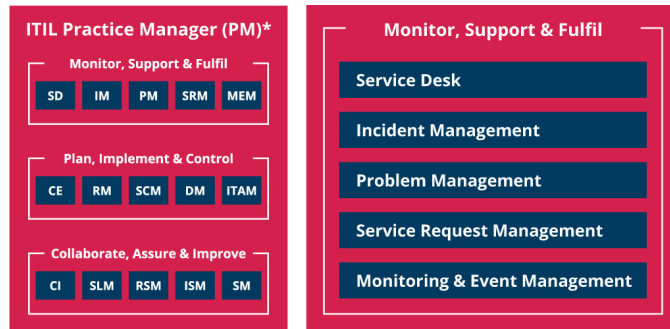 ITIL Practice Manager (PM)*
Monitor, Support & Fulfil
SD IM PM SRM MEM
Plan, Implement & Control
CE RM SCM DM ITAM
Collaborate, Assure & Improve
CI SLM RSM ISM SM
Monitor, Support & Fulfil
Service Desk
Incident Management
Problem Management
Service Request Management
Monitoring & Event Management